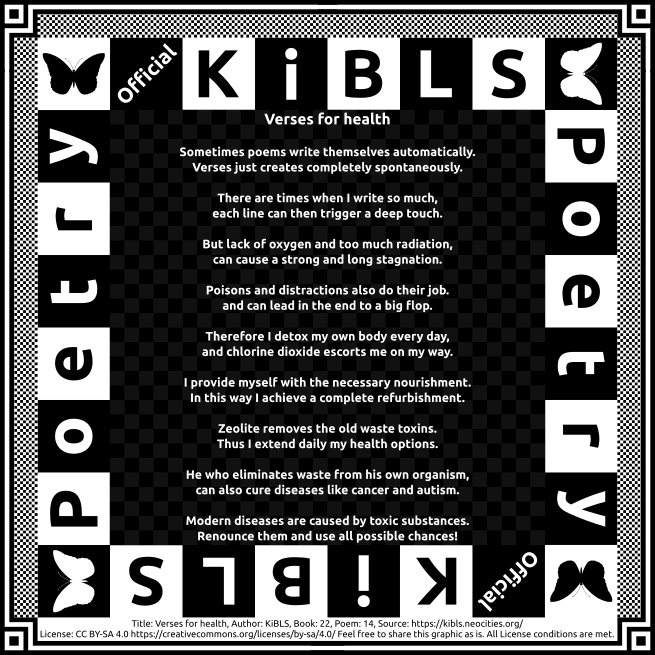 Official KiBLS
Poetry
Poetry
Verses for health
Sometimes poems write themselves automatically.
Verses just creates completely spontaneously.
There are times when I write so much,
each line can then trigger a deep touch.
But lack of oxygen and too much radiation,
can cause a strong and long stagnation.
Poisons and distractions also do their job.
and can lead in the end to a big flop.
Therefore I detox my own body every day,
and chlorine dioxide escorts me on my way.
I provide myself with the necessary nourishment.
In this way I achieve a complete refurbishment.
Zeolite removes the old waste toxins.
Thus I extend daily my health options.
He who eliminates waste from his own organism,
can also cure diseases like cancer and autism.
Modern diseases are caused by toxic substances.
Renounce them and use all possible chances!
Official KiBLS
Title: Verses for health, Author: KiBLS, Book: 22, Poem: 14, Source: https://kibls.neocities.org/
License: CC BY-SA 4.0 https://creativecommons.org/licenses/by-sa/4.0/ Feel free to share this graphic as is. All License conditions are met.